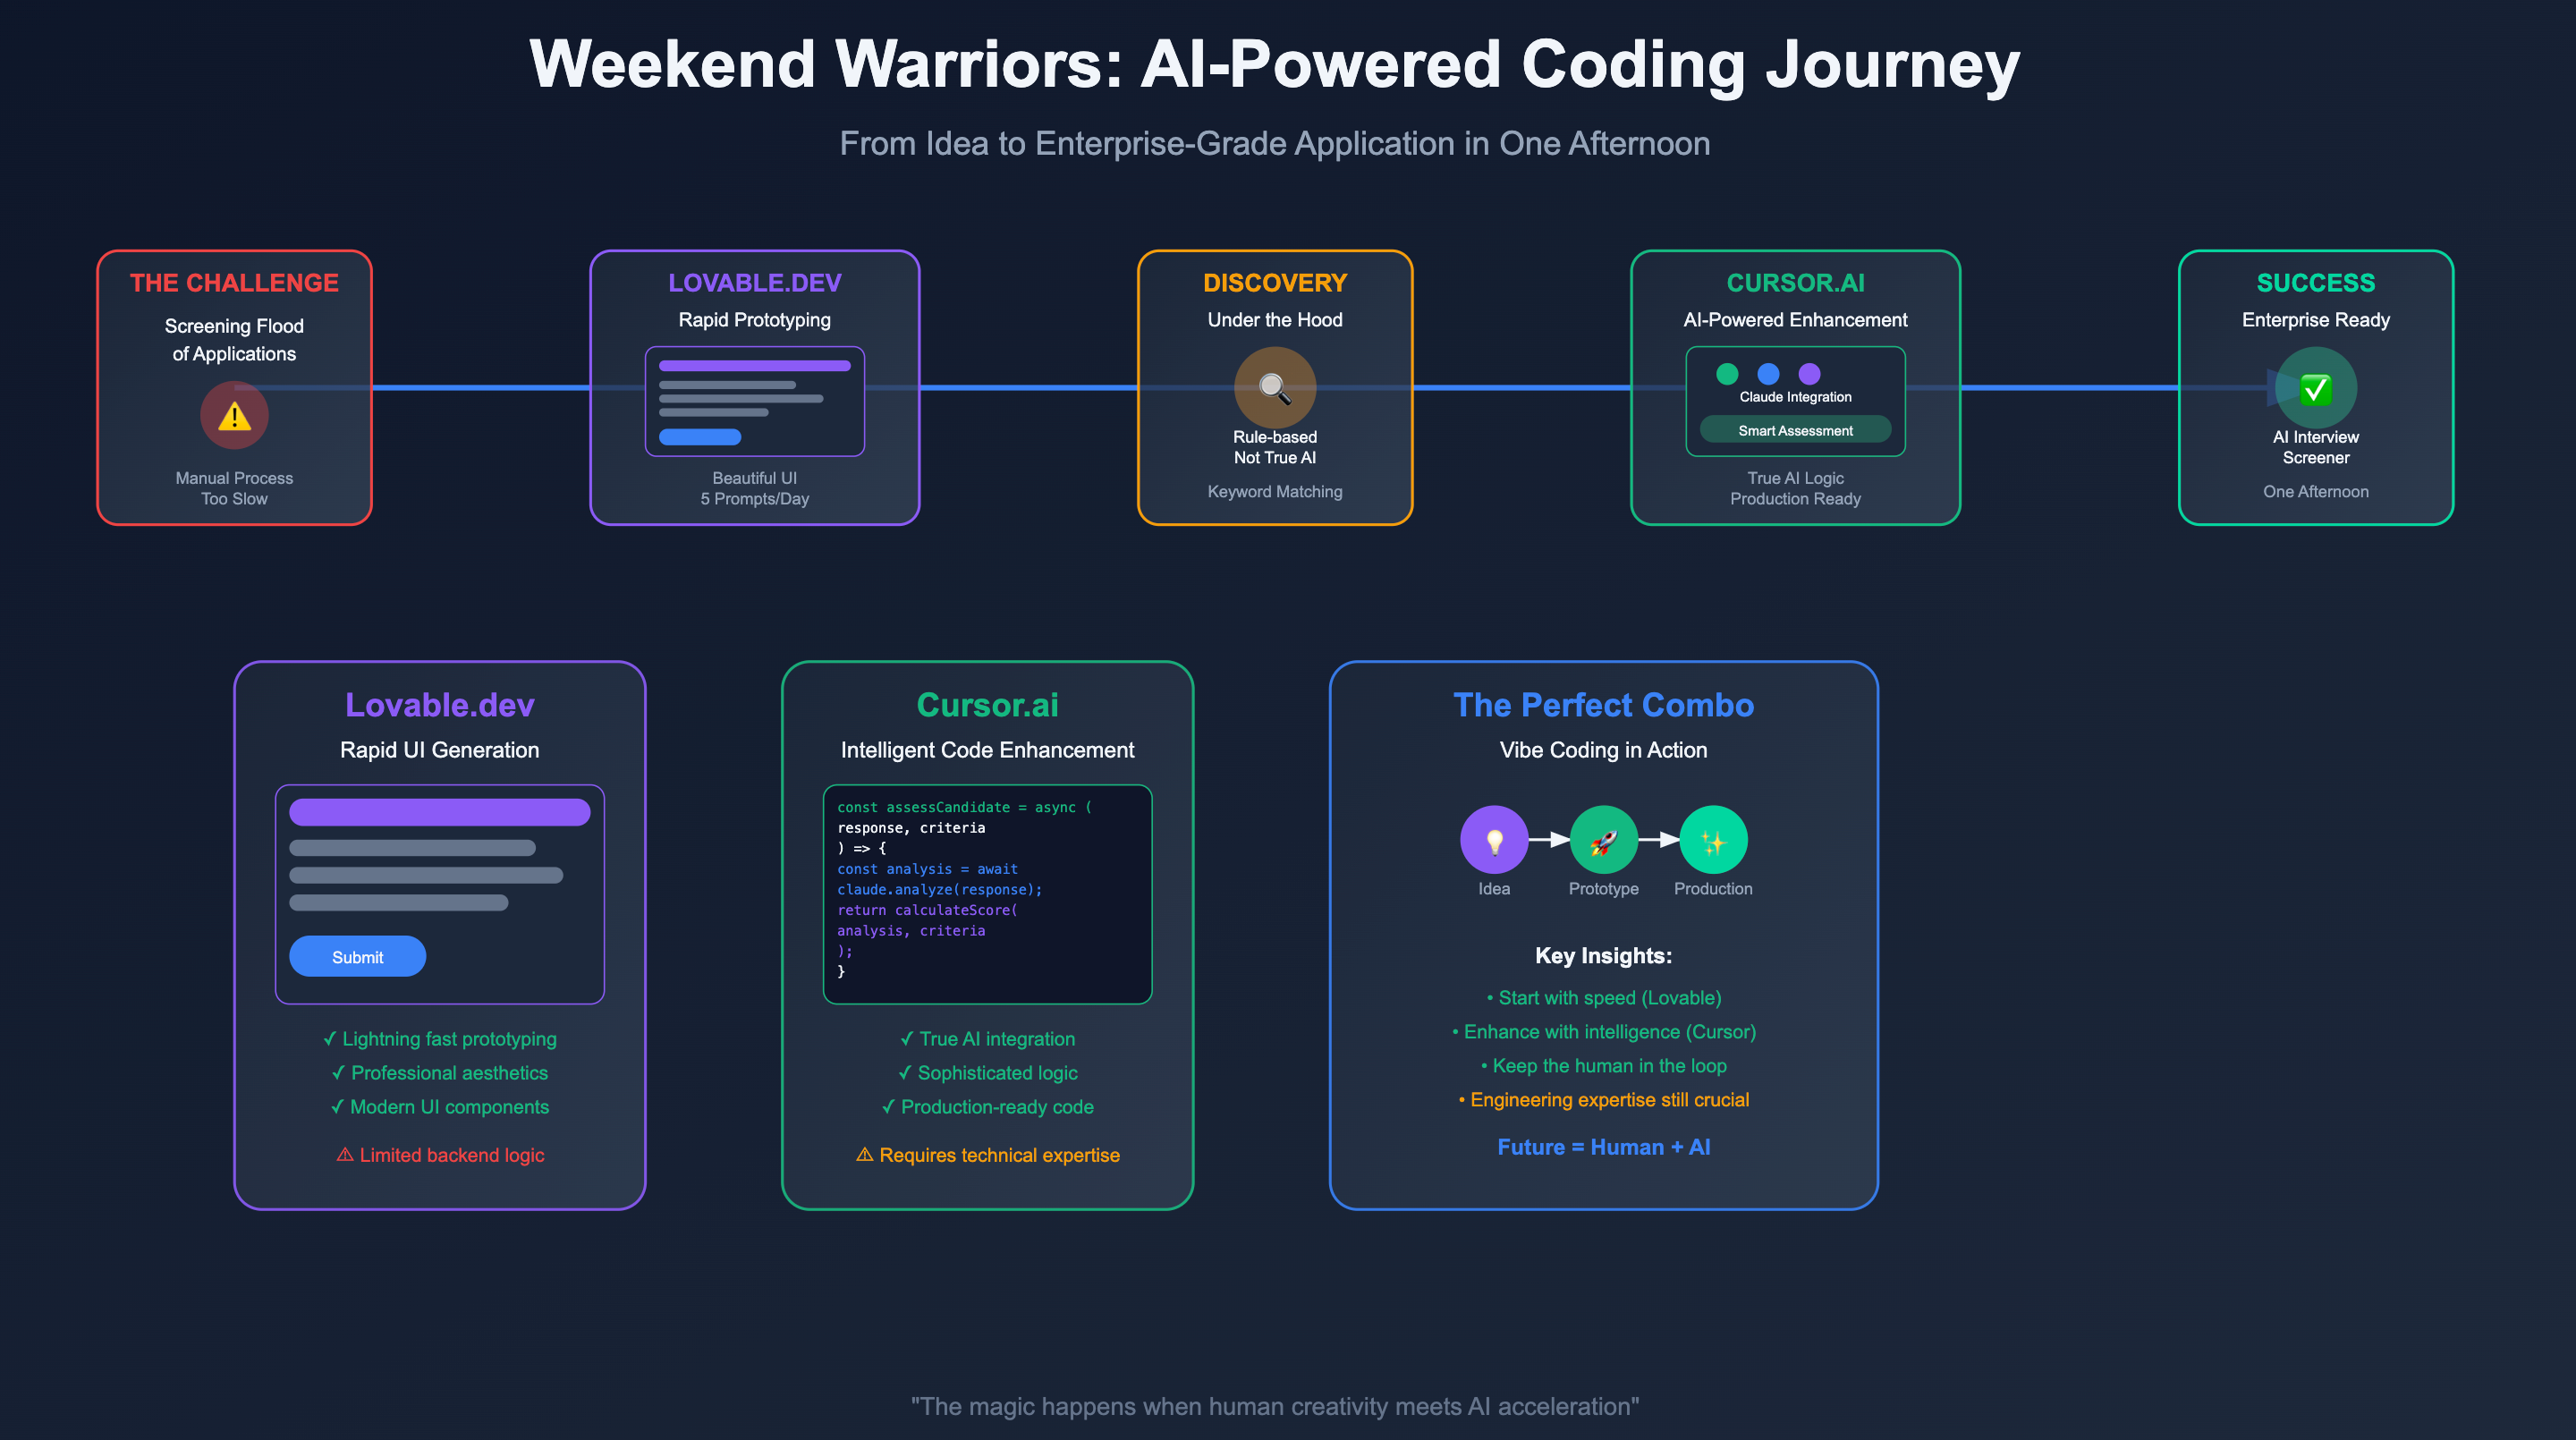 Weekend Warriors: AI-Powered Coding Journey
From Idea to Enterprise-Grade Application in One Afternoon
THE CHALLENGE
Screening Flood
of Applications
Manual Process
Too Slow
LOVABLE.DEV
Rapid Prototyping
Beautiful UI
5 Prompts/Day
DISCOVERY
Under the Hood
Rule-based
Not True AI
Keyword Matching
CURSOR.AI
AI-Powered Enhancement
Claude Integration
Smart Assessment
True AI Logic
Production Ready
SUCCESS
Enterprise Ready
AI Interview
Screener
One Afternoon
Lovable.dev
Rapid UI Generation
Submit
✓ Lightning fast prototyping
✓ Professional aesthetics
✓ Modern UI components
⚠ Limited backend logic
Cursor.ai
Intelligent Code Enhancement
const assessCandidate = async (
response, criteria
) => {
const analysis = await
claude.analyze(response);
return calculateScore(
analysis, criteria
);
}
✓ True AI integration
✓ Sophisticated logic
✓ Production-ready code
⚠ Requires technical expertise
The Perfect Combo
Vibe Coding in Action
Idea
Prototype
Production
Key Insights:
• Start with speed (Lovable)
• Enhance with intelligence (Cursor)
• Keep the human in the loop
• Engineering expertise still crucial
Future = Human + AI
"The magic happens when human creativity meets AI acceleration"